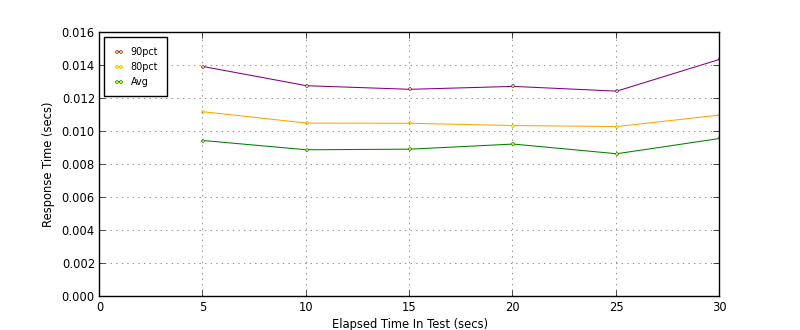 0.016
0.014
0.012
0.010
0.008
0.006
0.004
0.002
0.000
Response Time (secs)
90pct
80pct
Avg
0 5 10 15 20 25 30
Elapsed Time In Test (secs)